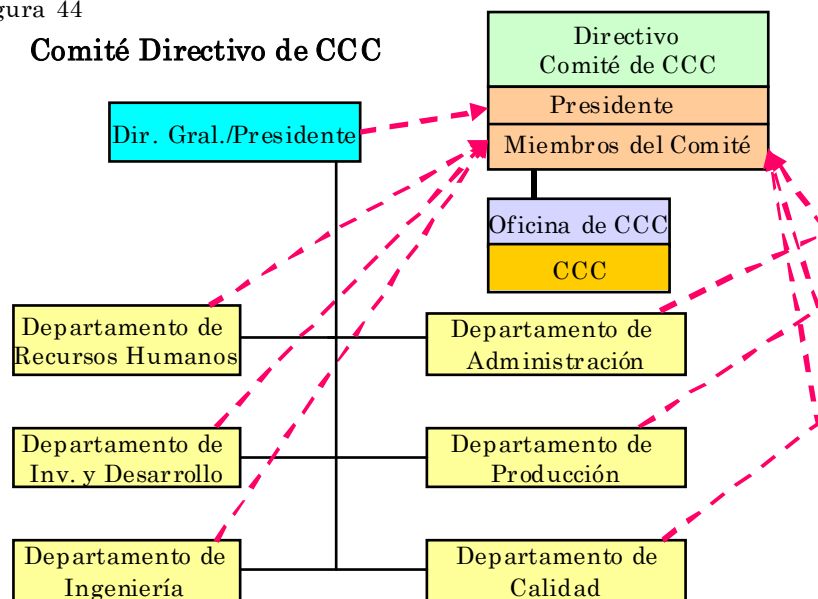 gura 44
Comité Directivo de CCC
Directivo
Comité de CCC
Presidente
Miembros del Comité
Dir. Gral./Presidente
Oficina de CCC
CCC
Departamento de
Recursos Humanos
Departamento de
Administración
Departamento de
Inv. y Desarrollo
Departamento de
Producción
Departamento de
Ingeniería
Departamento de
Calidad